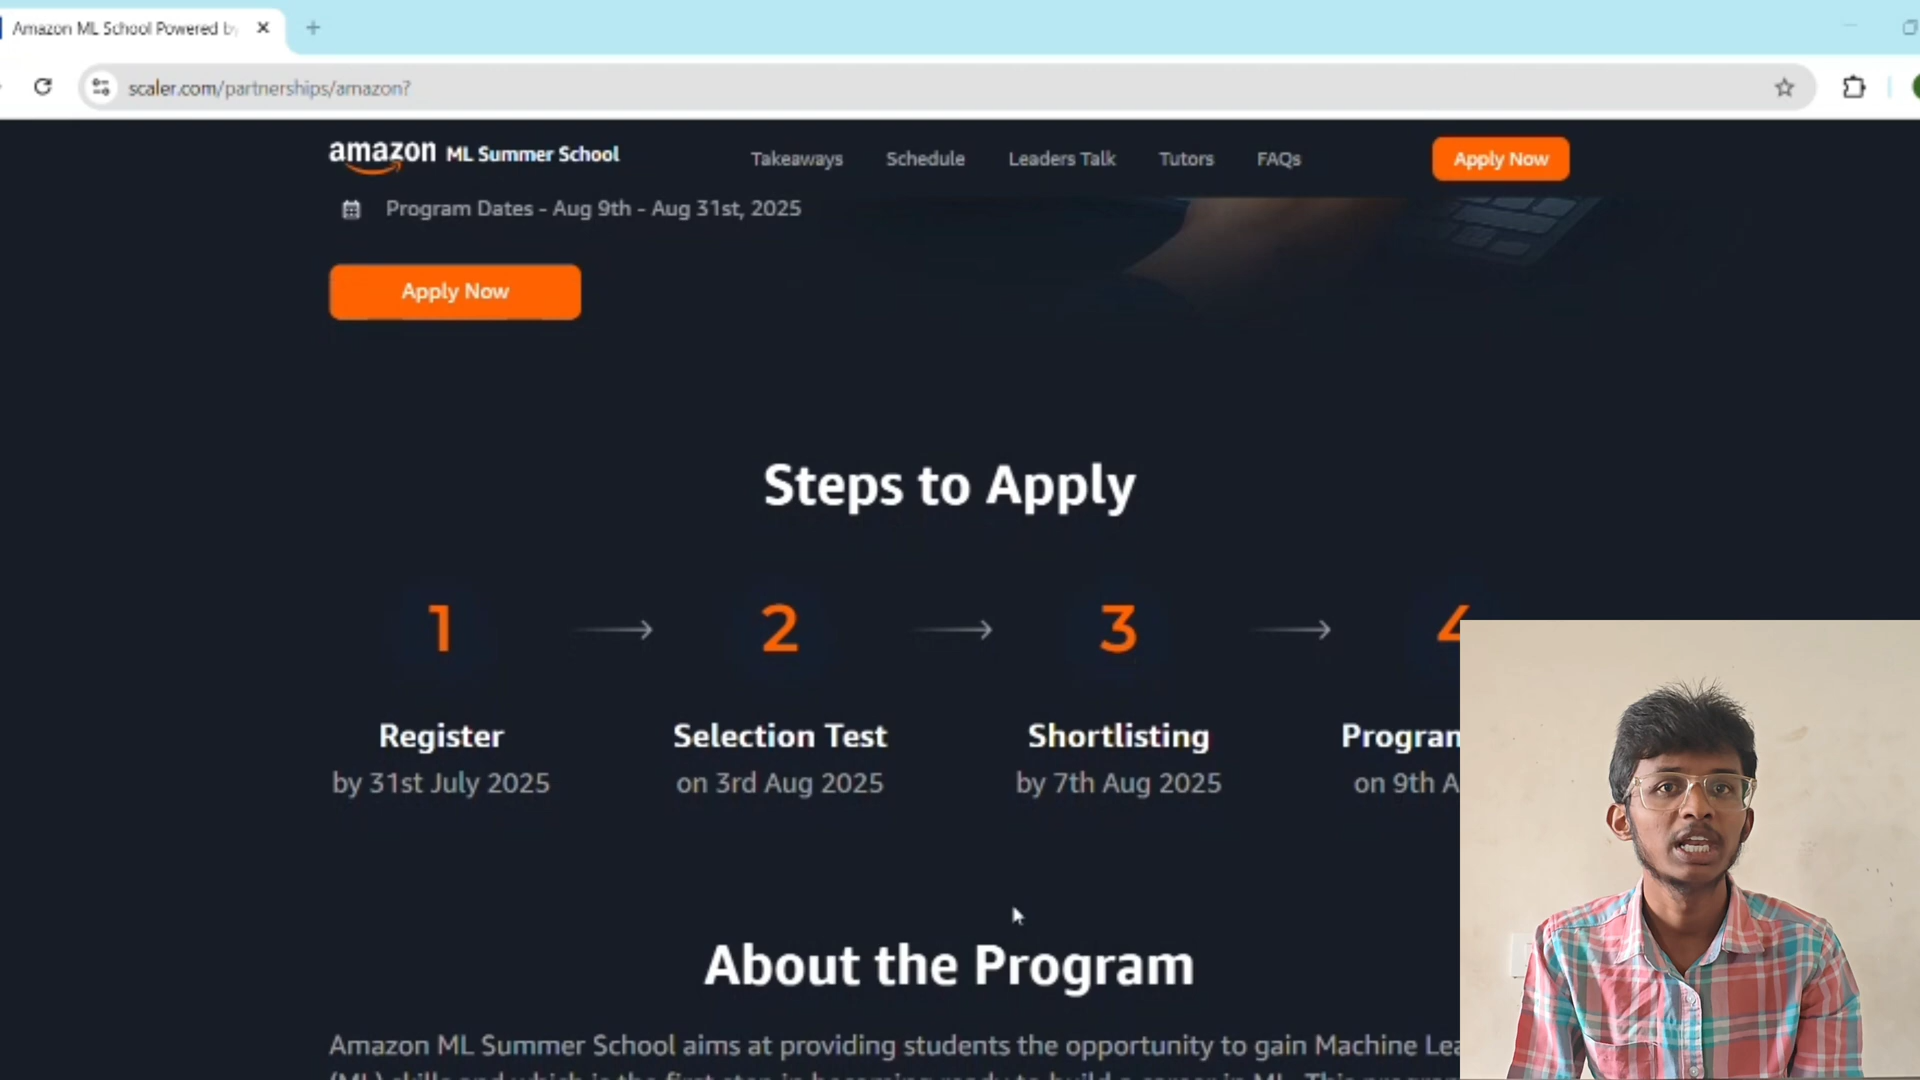 Amazon ML School Powered by
scaler.com/partnerships/amazon?
amazon ML Summer School
Takeaways
Schedule
Leaders Talk
Tutors
FAQs
Apply Now
Program Dates - Aug 9th - Aug 31st, 2025
Apply Now
Steps to Apply
1
2
3
4
Register
Selection Test
Shortlisting
by 31st July 2025
on 3rd Aug 2025
by 7th Aug 2025
on 9th
About the Program
Amazon ML Summer School aims at providing students the opportunity to gain Machine